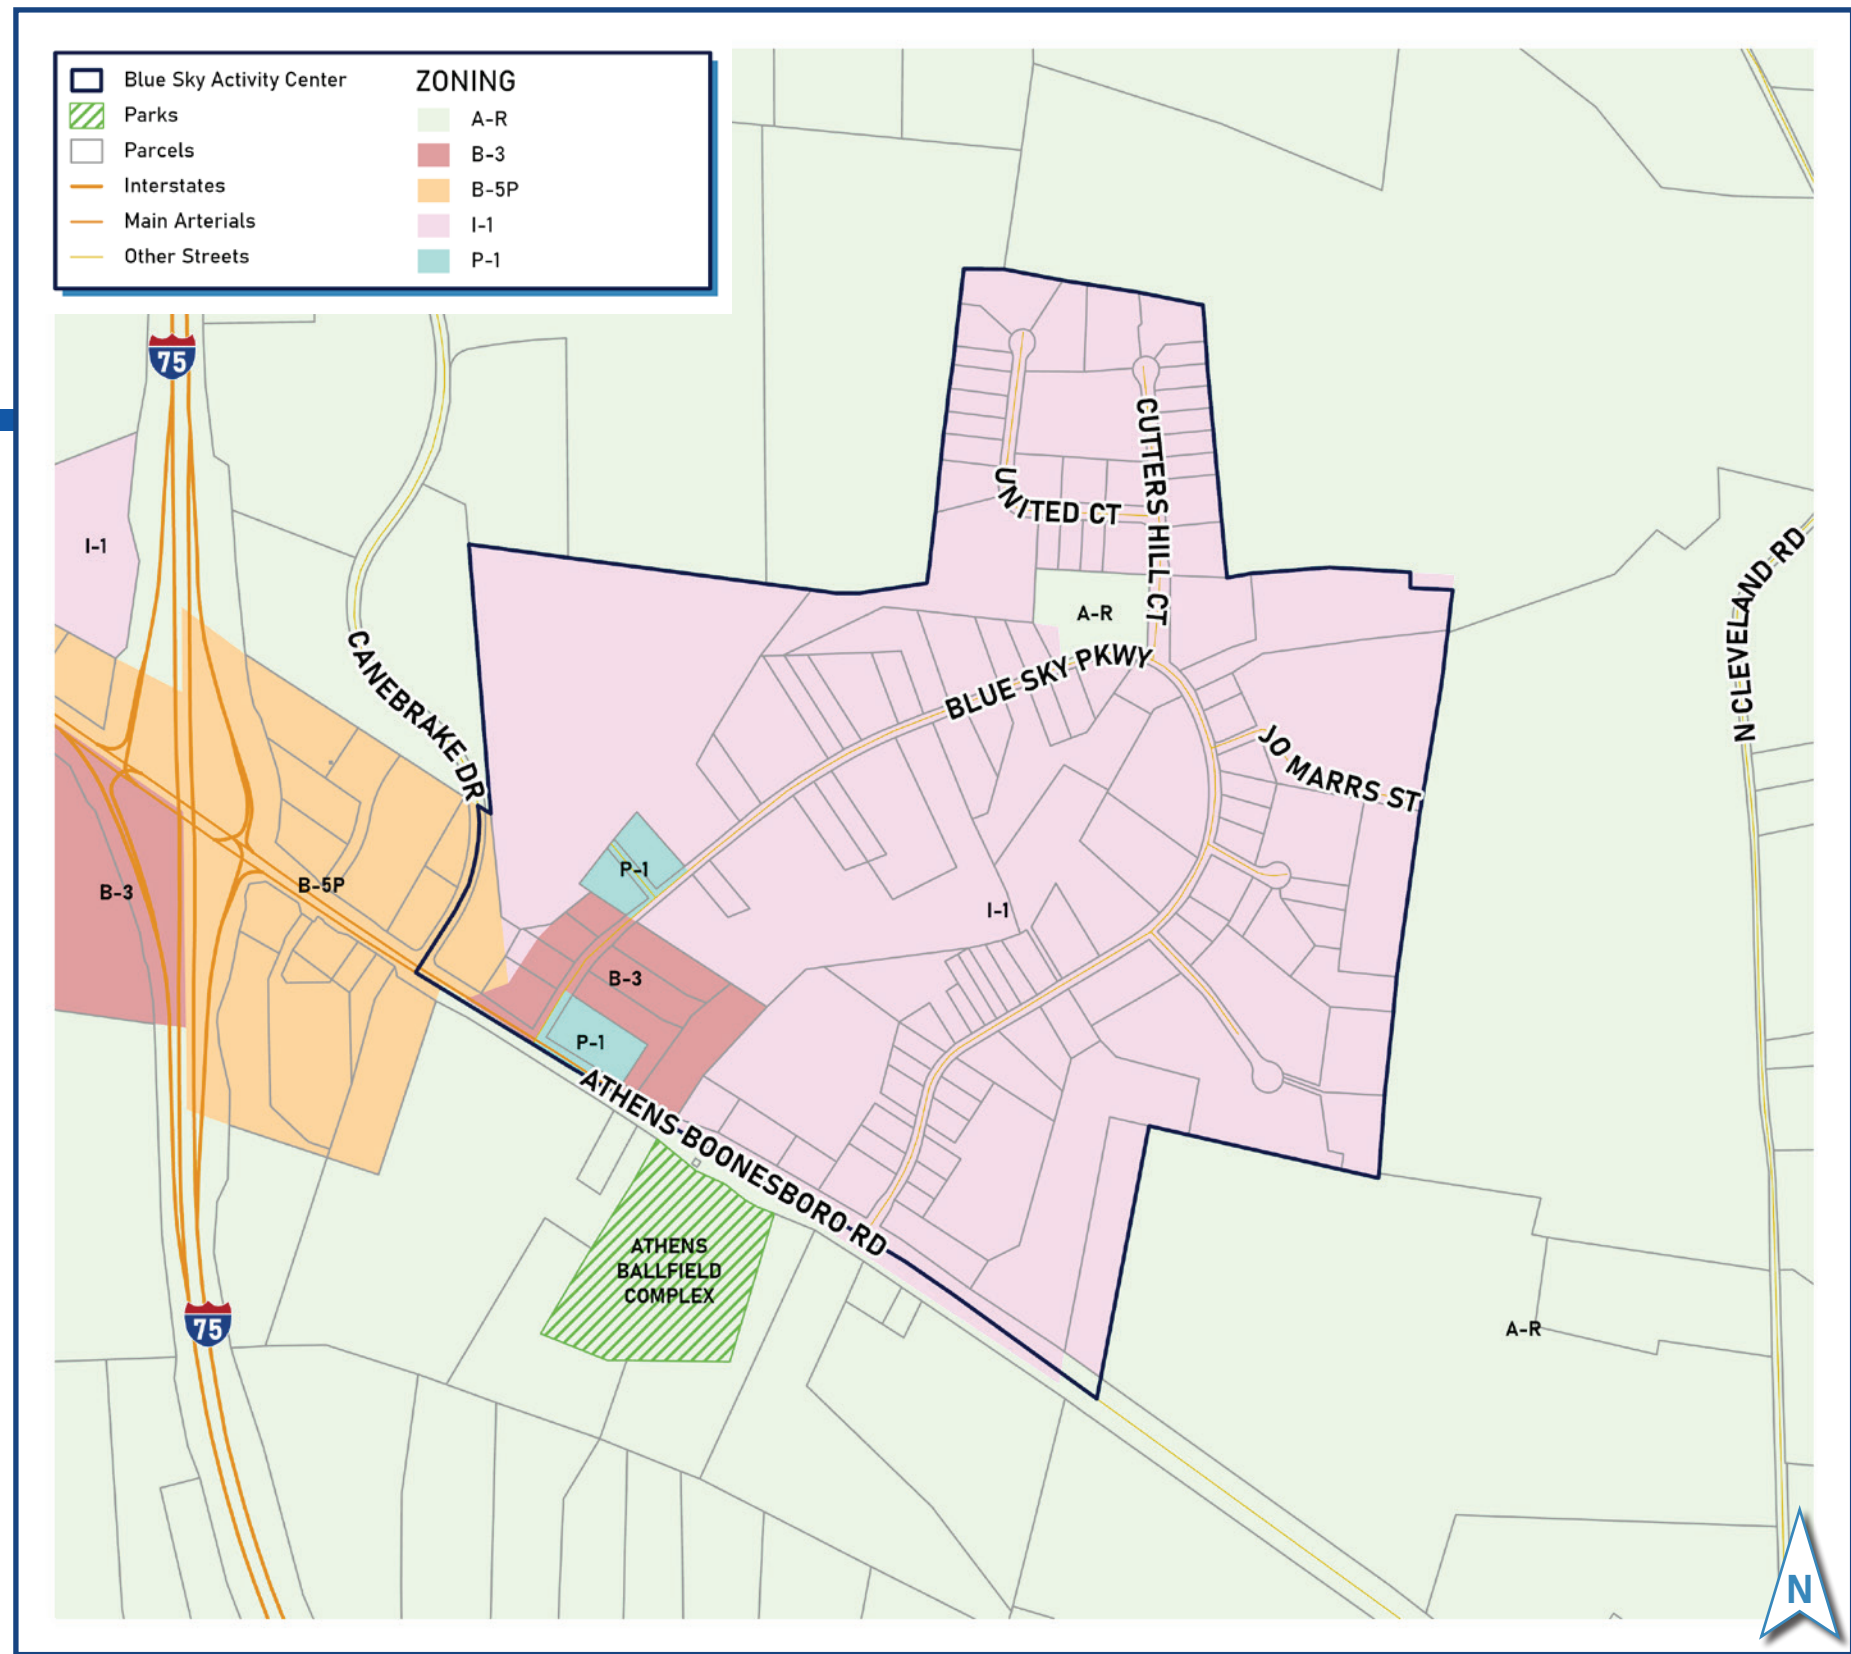 Blue Sky Activity Center
Parks
Parcels
Interstates
Main Arterials
Other Streets
ZONING
A-R
B-3
B-5P
I-1
P-1
75
I-1
CANEBRAKE DR
UNITED CT
CUTTERS HILL CT
A-R
BLUE SKY PKWY
JO MARRS ST
N CLEVELAND RD
B-3
B-5P
P-1
I-1
B-3
P-1
ATHENS BOONESBORO RD
ATHENS
BALLFIELD
COMPLEX
75
A-R
N